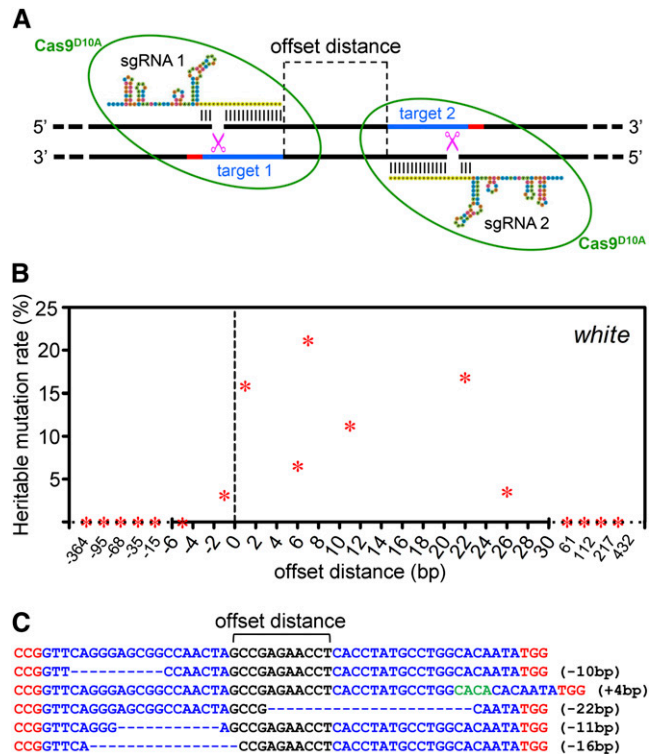 A
Cas9D10A
sgRNA 1
offset distance
target 2
5' 3'
3' 5'
target 1
sgRNA 2
Cas9D10A
B
Heritable mutation rate (%)
25
20
15
10
5
white
-364 -95 -68 -35 -15 -6 -4 -2 0 2 4 6 8 10 12 14 16 18 20 22 24 26 28 30 61 112 217 432
offset distance (bp)
C
offset distance
CCGGTTCAGGGAGCGGCCAACTAGCCGAGAACCTCACCTATGCCTGGCACAATATGG
CCGGTT----------CCAACTAGCCGAGAACCTCACCTATGCCTGGCACAATATGG (-10bp)
CCGGTTCAGGGAGCGGCCAACTAGCCGAGAACCTCACCTATGCCTGGCACACACAATATGG (+4bp)
CCGGTTCAGGGAGCGGCCAACTAGCCG----------------------CAATATGG (-22bp)
CCGGTTCAGGG-----------AGCCGAGAACCTCACCTATGCCTGGCACAATATGG (-11bp)
CCGGTTCA----------------CCGAGAACCTCACCTATGCCTGGCACAATATGG (-16bp)